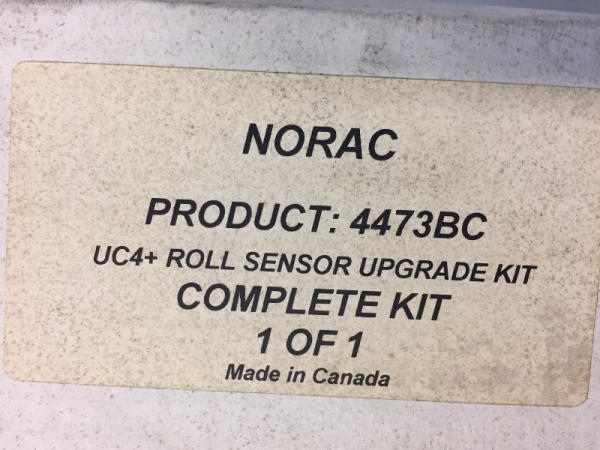 NORAC
PRODUCT: 4473BC
UC4+ ROLL SENSOR UPGRADE KIT
COMPLETE KIT
1 OF 1
Made in Canada